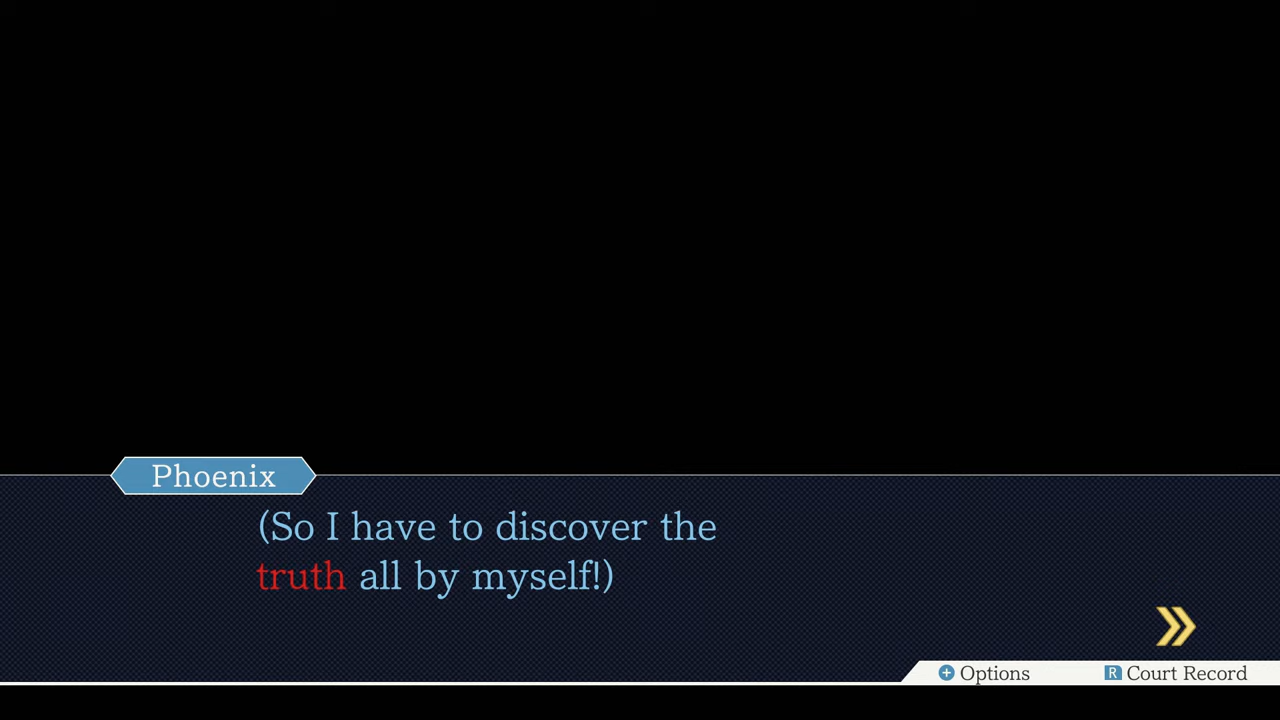 Phoenix
(So I have to discover the
truth all by myself!)
+ Options
R Court Record